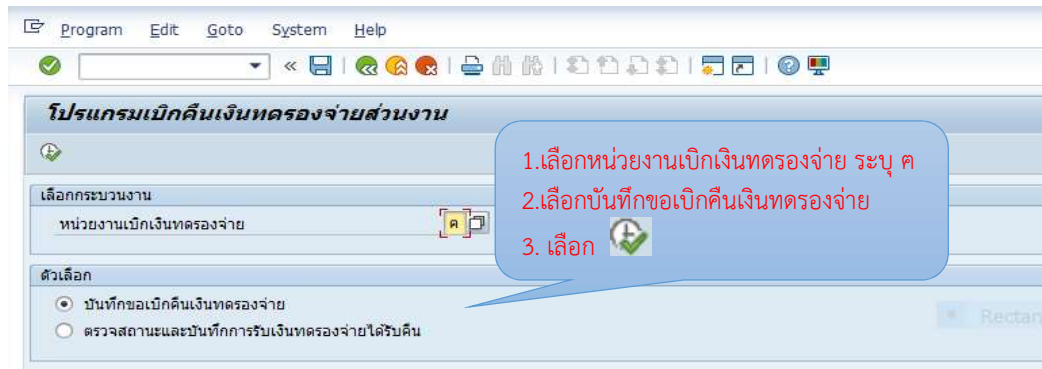 Program Edit Goto System Help
โปรแกรมเบิกคืนเงินทดรองจ่ายส่วนงาน
เลือกกระบวนงาน
หน่วยงานเบิกเงินทดรองจ่าย ค
1.เลือกหน่วยงานเบิกเงินทดรองจ่าย ระบุ ค
2.เลือกบันทึกขอเบิกคืนเงินทดรองจ่าย
3. เลือก
ตัวเลือก
บันทึกขอเบิกคืนเงินทดรองจ่าย
ตรวจสถานะและบันทึกการรับเงินทดรองจ่ายได้รับคืน
Rectan